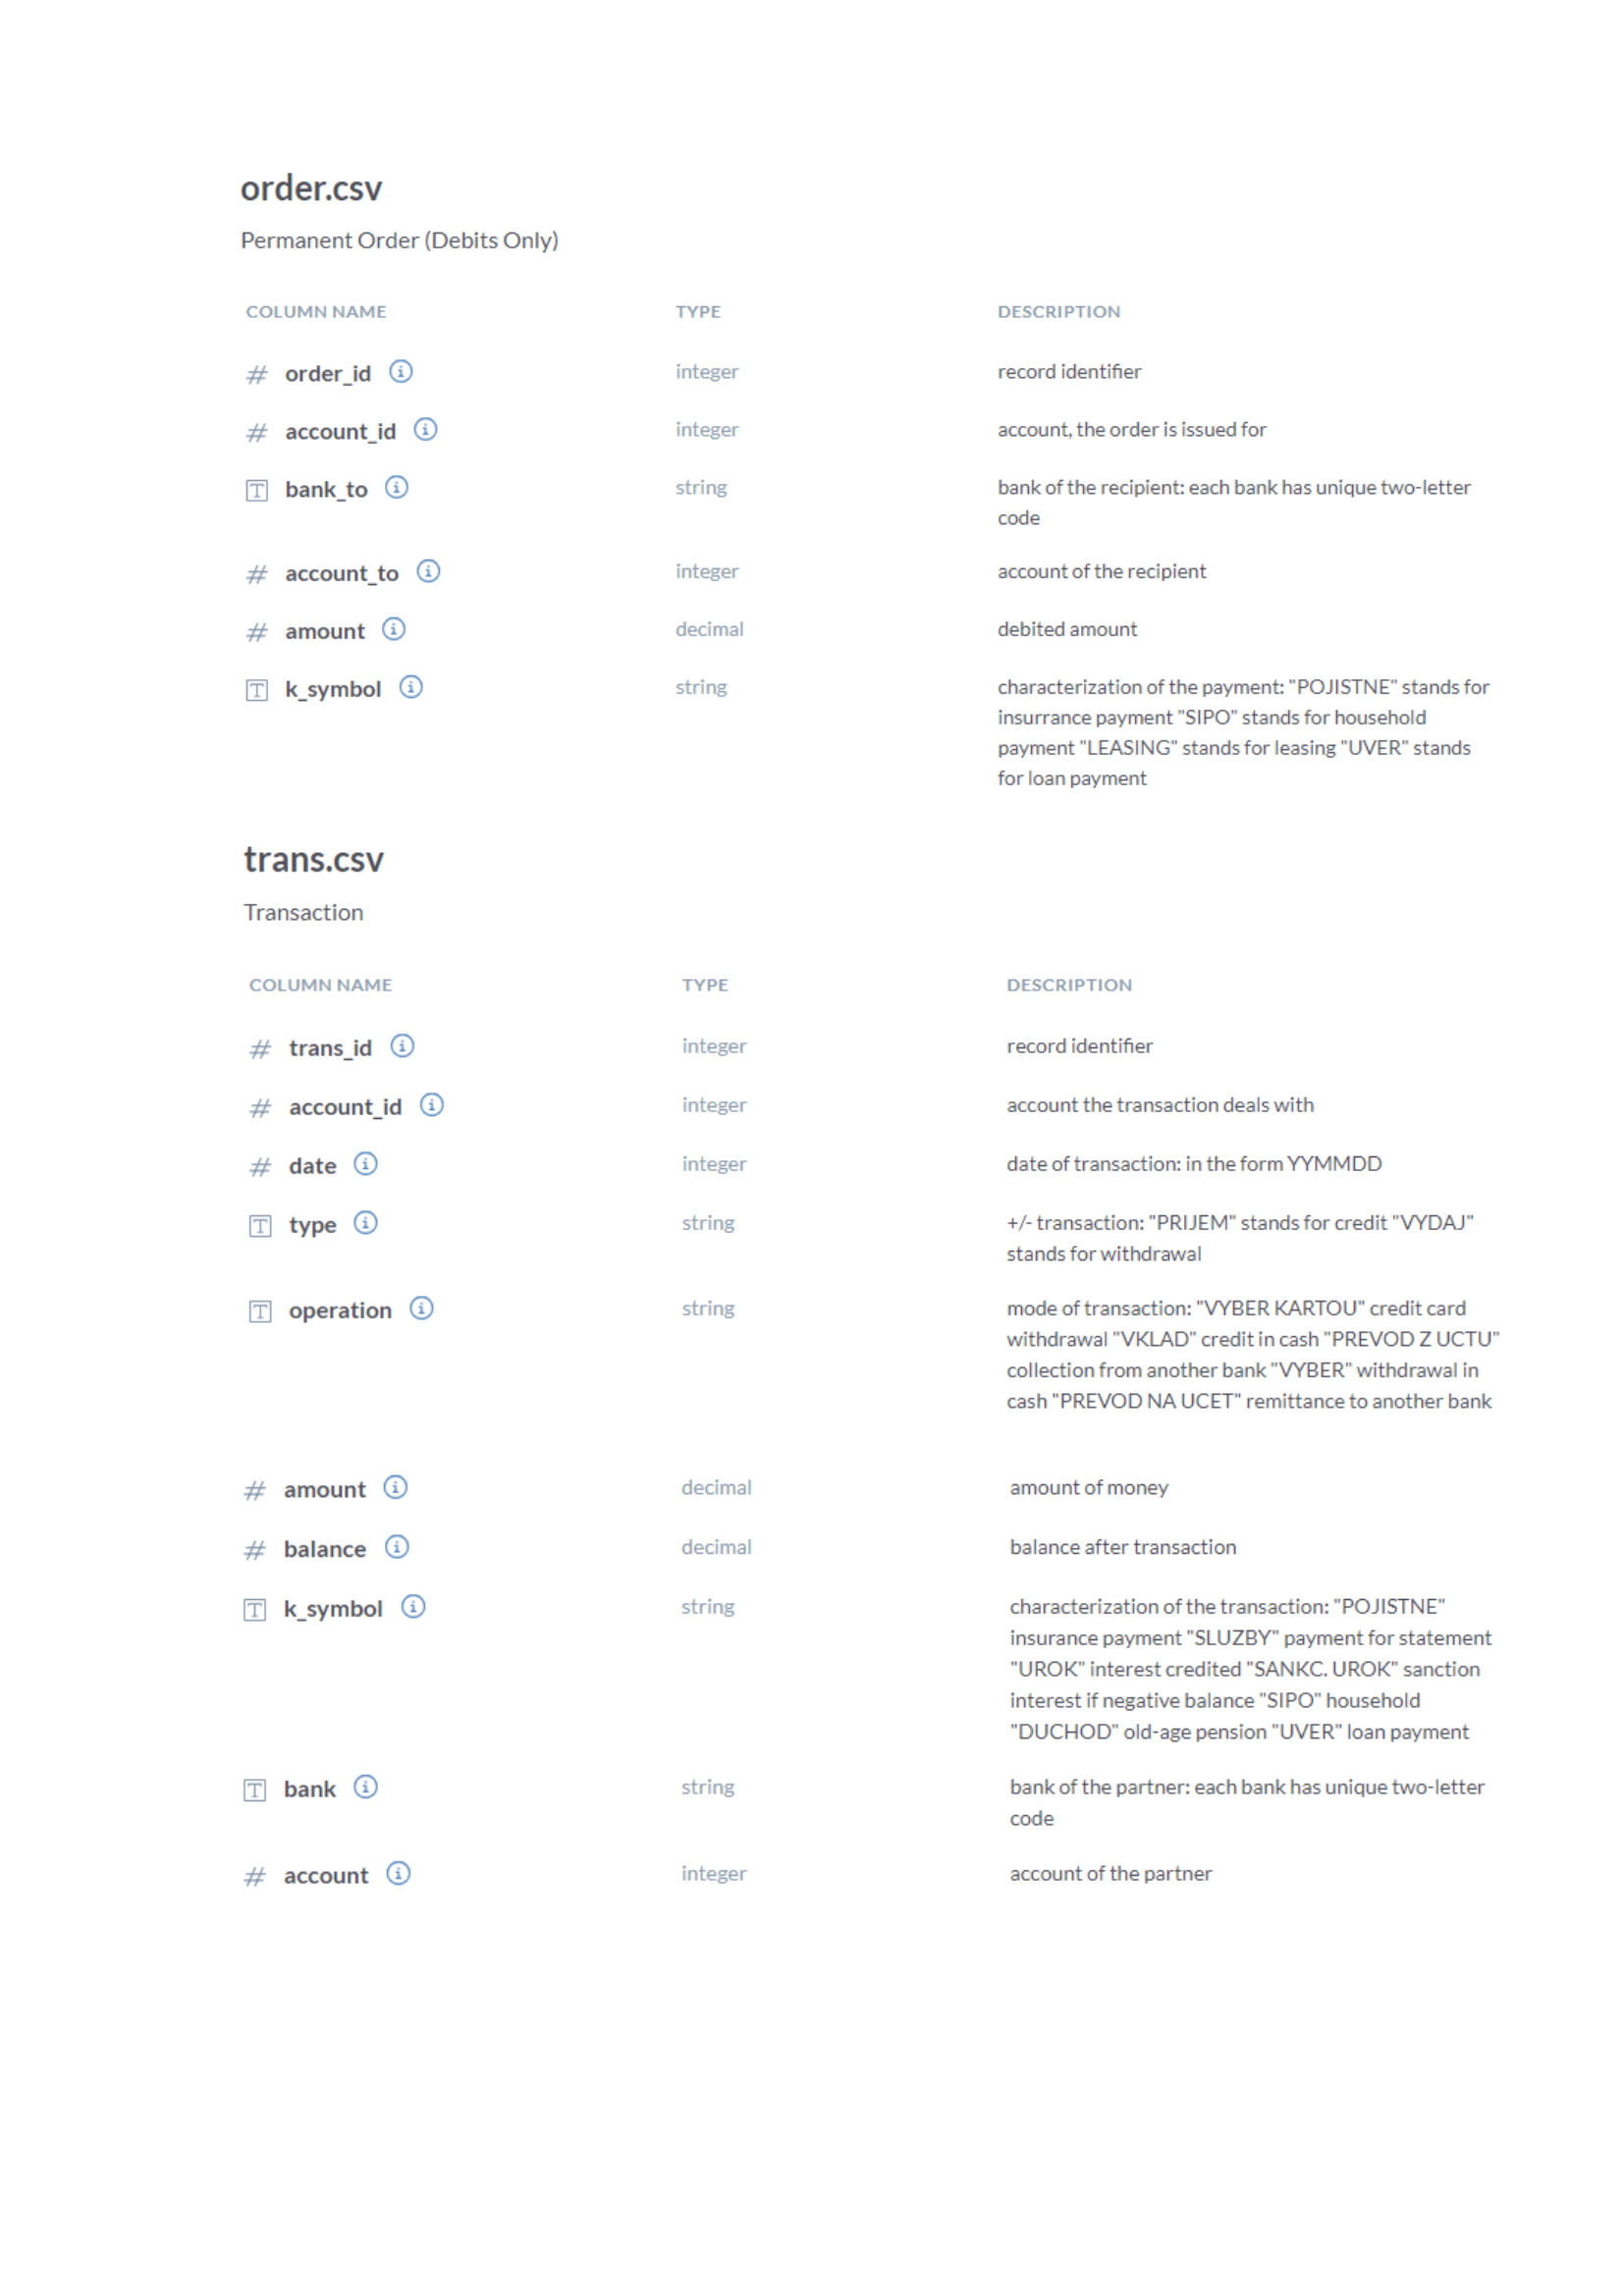 order.csv
Permanent Order (Debits Only)
COLUMN NAME TYPE DESCRIPTION
# order_id integer record identifier
# account_id integer account, the order is issued for
T bank_to string bank of the recipient: each bank has unique two-letter
code
# account_to integer account of the recipient
# amount decimal debited amount
T k_symbol string characterization of the payment: "POJISTNE" stands for
insurrance payment "SIPO" stands for household
payment "LEASING" stands for leasing "UVER" stands
for loan payment
trans.csv
Transaction
COLUMN NAME TYPE DESCRIPTION
# trans_id integer record identifier
# account_id integer account the transaction deals with
# date integer date of transaction: in the form YYMMDD
T type string +/- transaction: "PRIJEM" stands for credit "VYDAJ"
stands for withdrawal
T operation string mode of transaction: "VYBER KARTOU" credit card
withdrawal "VKLAD" credit in cash "PREVOD Z UCTU"
collection from another bank "VYBER" withdrawal in
cash "PREVOD NA UCET" remittance to another bank
# amount decimal amount of money
# balance decimal balance after transaction
T k_symbol string characterization of the transaction: "POJISTNE"
insurance payment "SLUZBY" payment for statement
"UROK" interest credited "SANKC. UROK" sanction
interest if negative balance "SIPO" household
"DUCHOD" old-age pension "UVER" loan payment
T bank string bank of the partner: each bank has unique two-letter
code
# account integer account of the partner